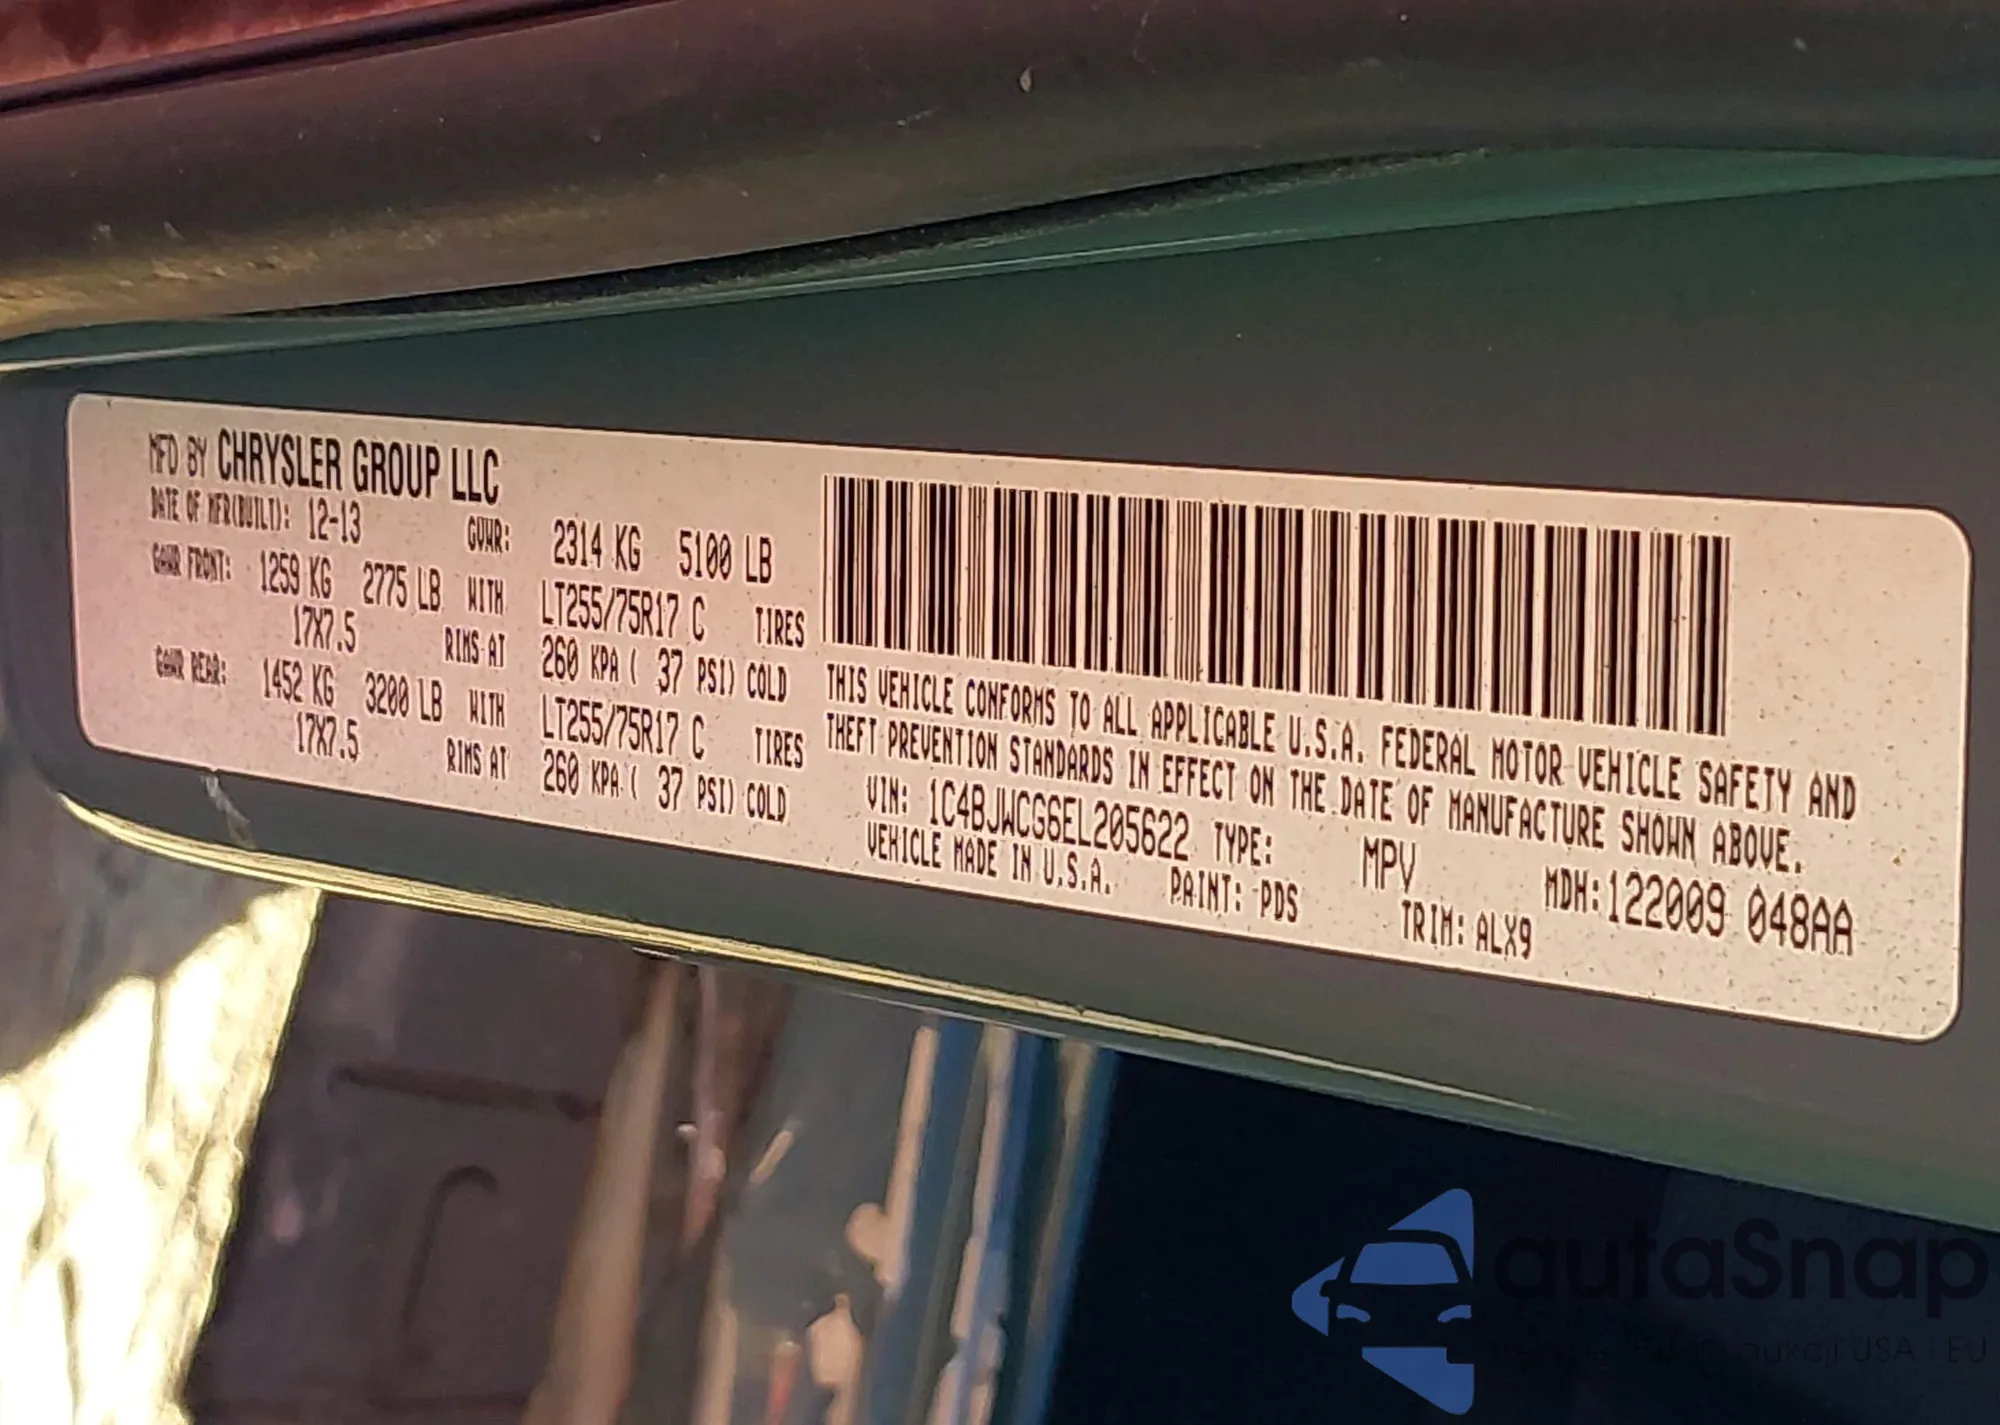 MFD BY CHRYSLER GROUP LLC
DATE OF MFR(BUILT): 12-13 GVWR: 2314 KG 5100 LB
GAWR FRONT: 1259 KG 2775 LB WITH LT255/75R17 C TIRES
17X7.5 RIMS AT 260 KPA ( 37 PSI) COLD
GAWR REAR: 1452 KG 3200 LB WITH LT255/75R17 C TIRES
17X7.5 RIMS AT 260 KPA ( 37 PSI) COLD
THIS VEHICLE CONFORMS TO ALL APPLICABLE U.S.A. FEDERAL MOTOR VEHICLE SAFETY AND
THEFT PREVENTION STANDARDS IN EFFECT ON THE DATE OF MANUFACTURE SHOWN ABOVE.
VIN: 1C4BJWCG6EL205622 TYPE: MPV MDH:122009 048AA
VEHICLE MADE IN U.S.A. PAINT: PDS TRIM: ALX9
autaSnap
USA i EU